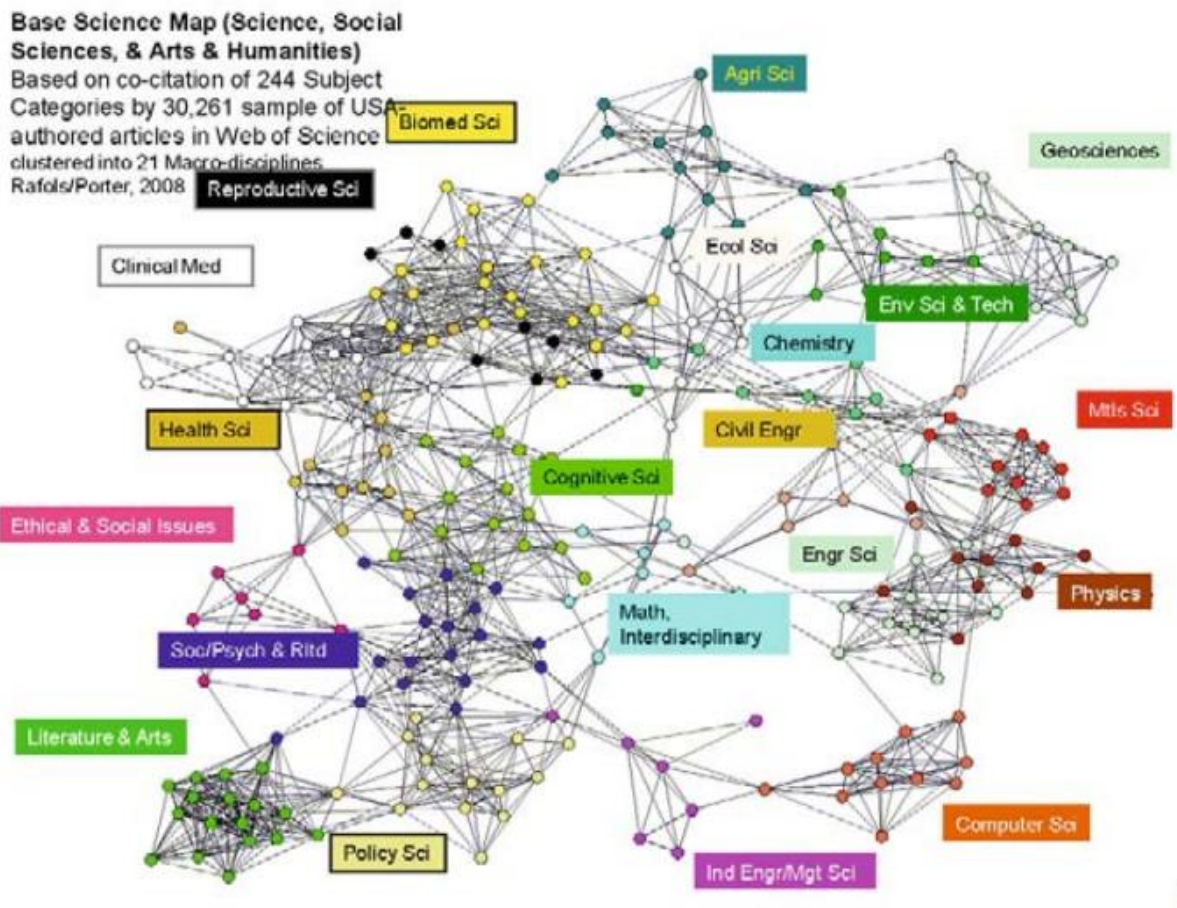 Base Science Map (Science, Social
Sciences, & Arts & Humanities)
Based on co-citation of 244 Subject
Categories by 30,261 sample of USA-
authored articles in Web of Science
clustered into 21 Macro-disciplines
Rafols/Porter, 2008
Agri Sci
Biomed Sci
Geosciences
Reproductive Sci
Ecol Sci
Clinical Med
Env Sci & Tech
Chemistry
Mtls Sci
Health Sci
Civil Engr
Cognitive Sci
Ethical & Social Issues
Engr Sci
Physics
Math,
Interdisciplinary
Soc/Psych & Rltd
Literature & Arts
Computer Sci
Policy Sci
Ind Engr/Mgt Sci